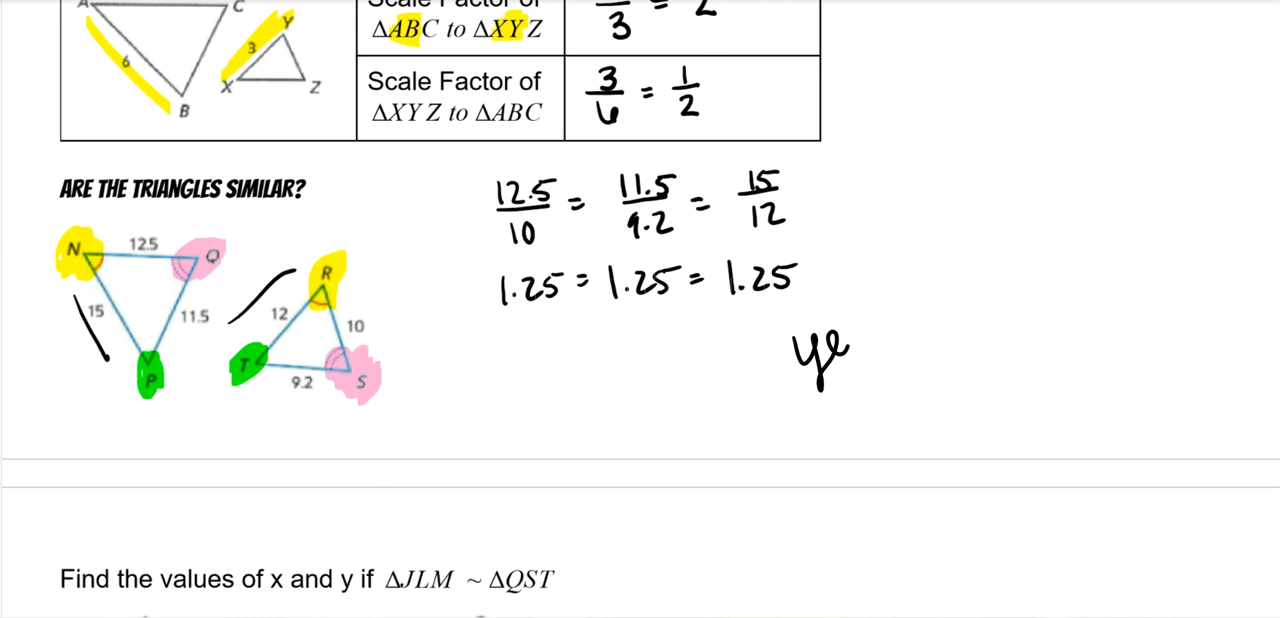 A C Y
Scale Factor of
ΔABC to ΔXYZ
3 = 2
6 3
X Z
B
Scale Factor of
ΔXYZ to ΔABC
3/6 = 1/2
ARE THE TRIANGLES SIMILAR?
12.5/10 = 11.5/9.2 = 15/12
1.25 = 1.25 = 1.25
N 12.5 Q
15 11.5
P
R
12 10
T 9.2 S
ye
Find the values of x and y if ΔJLM ~ ΔQST